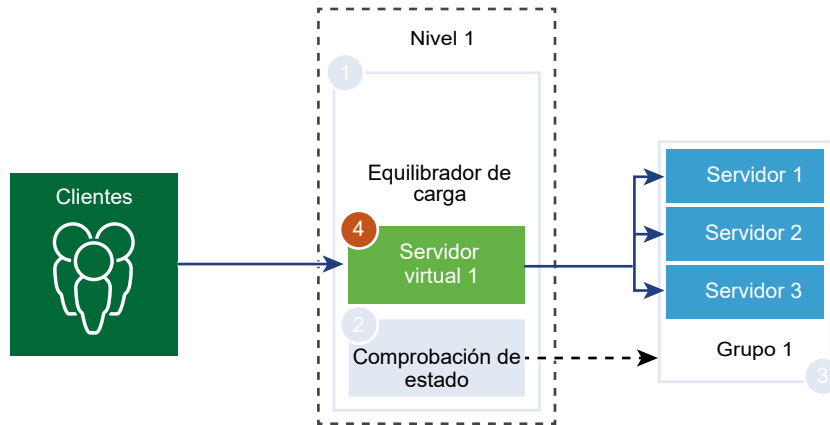 Nivel 1
1
Equilibrador de
carga
Clientes
4
Servidor
virtual 1
2
Comprobación de
estado
Servidor 1
Servidor 2
Servidor 3
Grupo 1
3